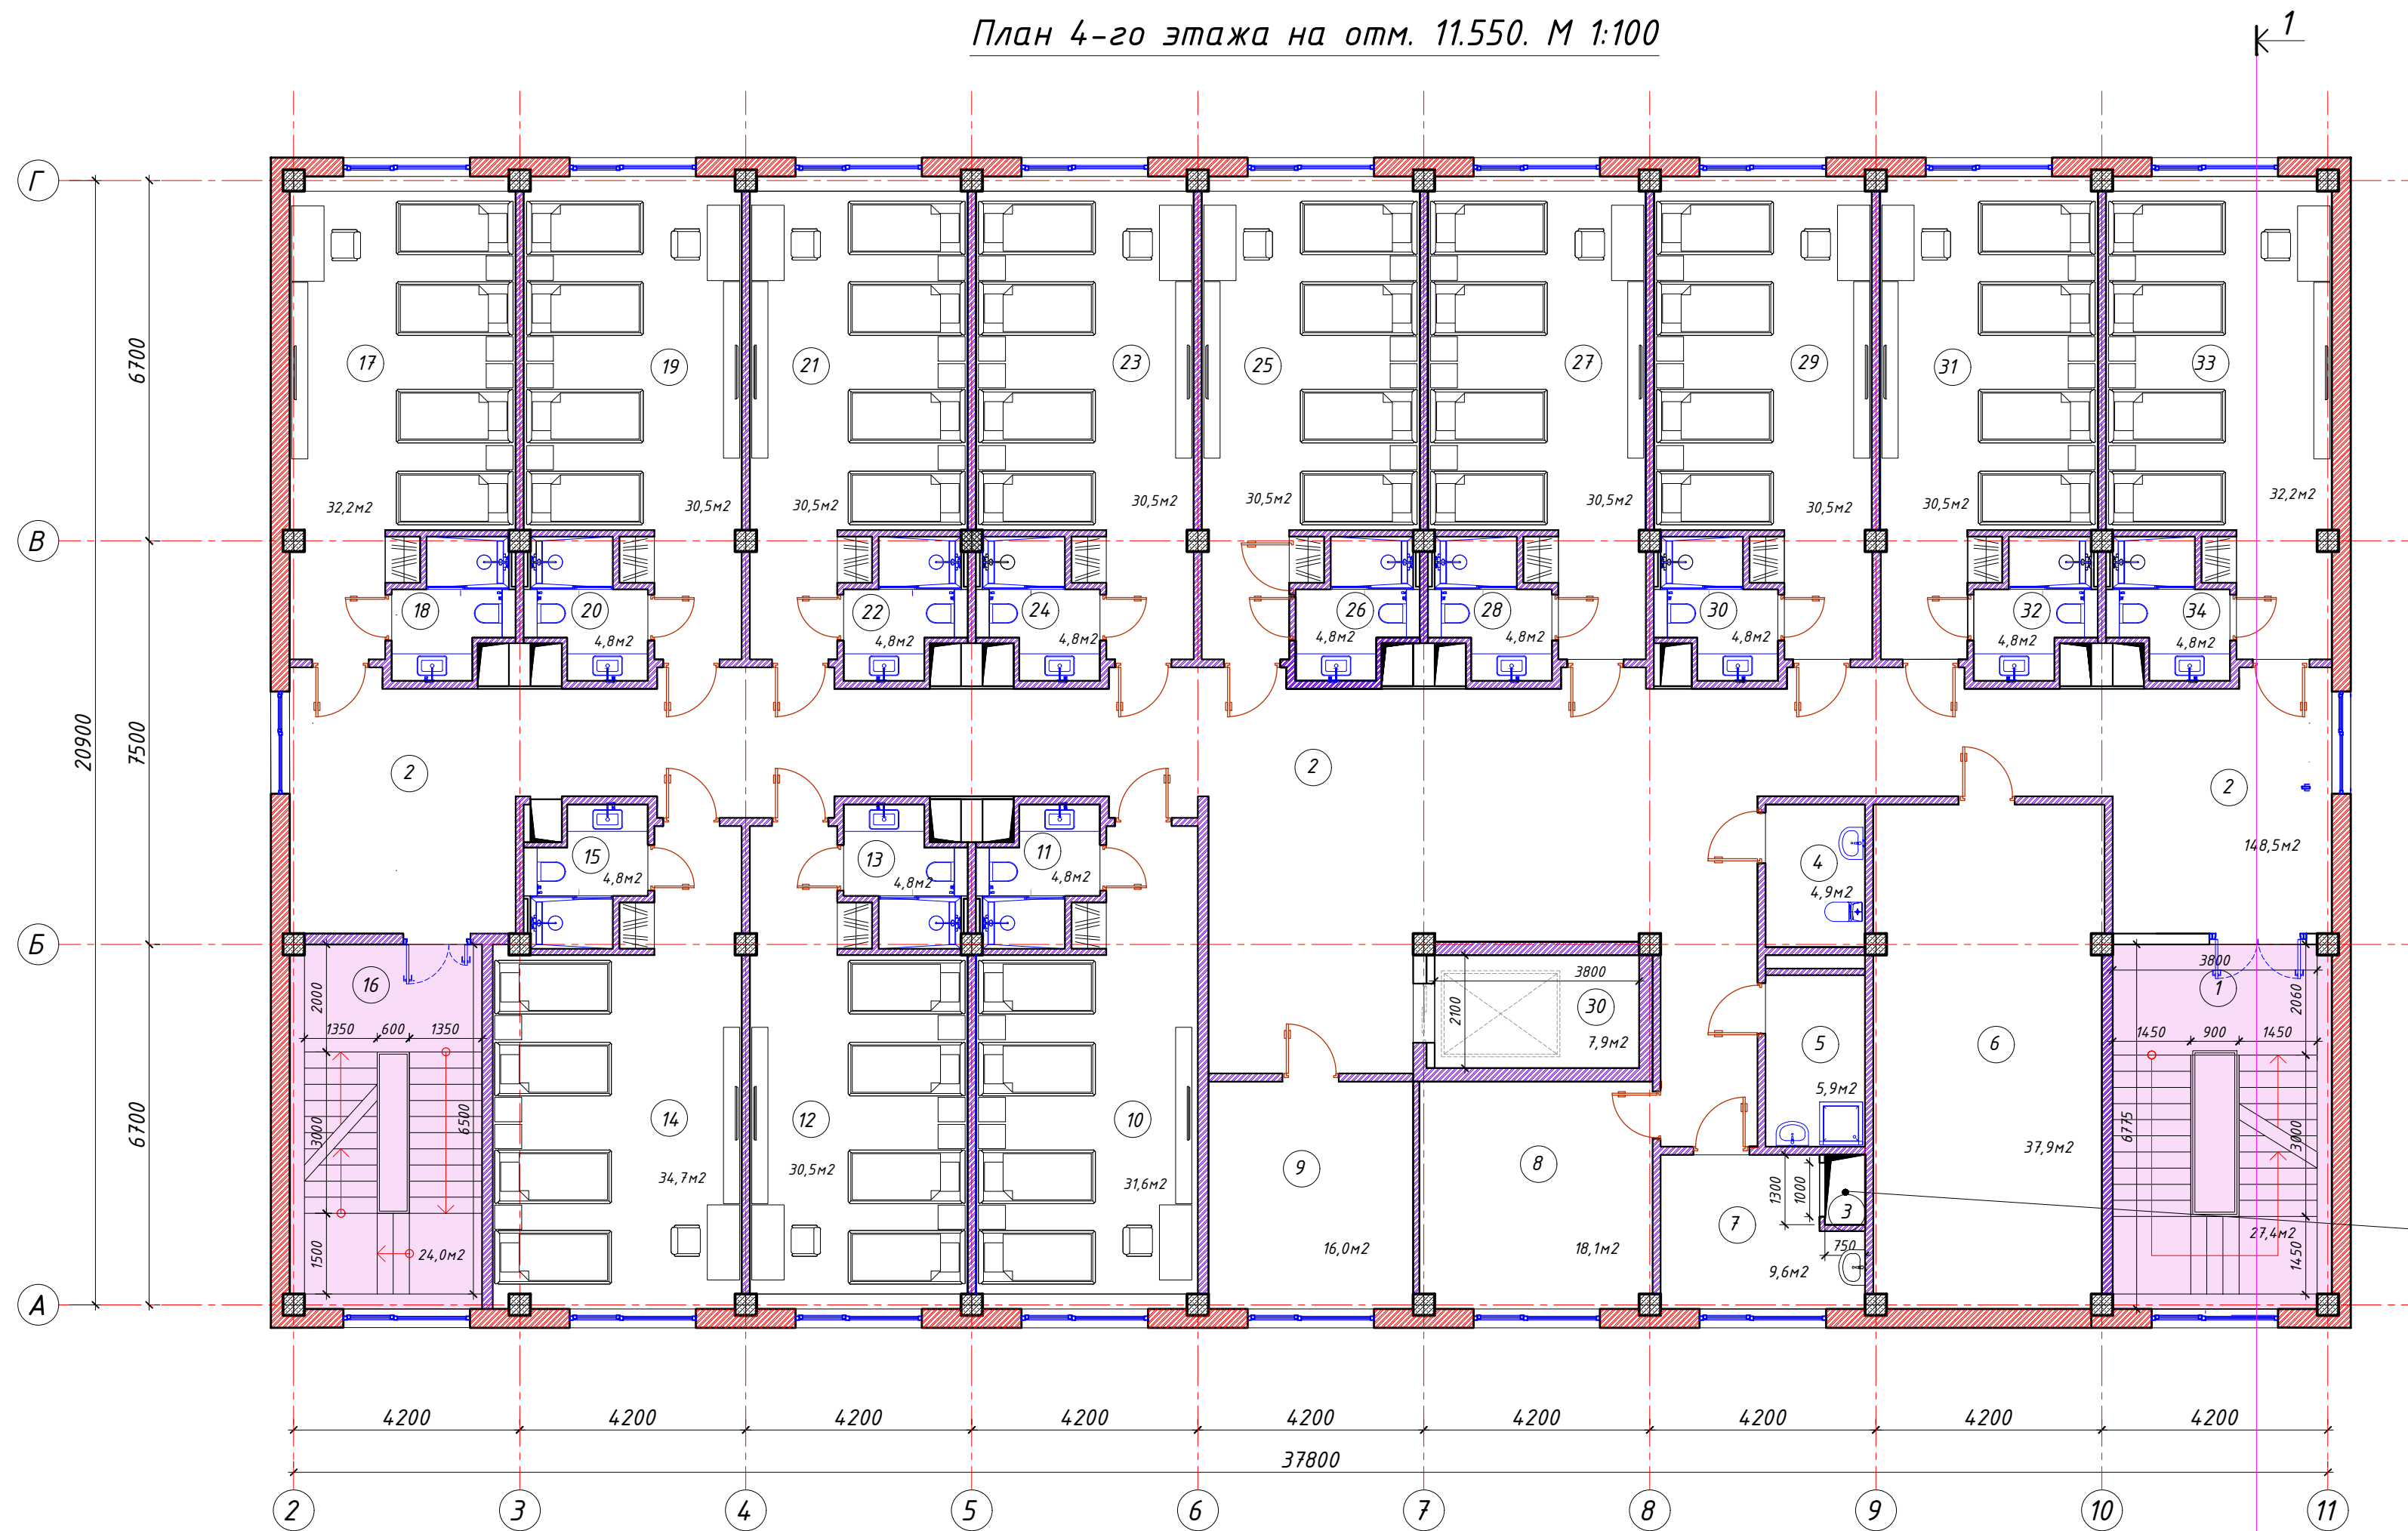 План 4-го этажа на отм. 11.550. М 1:100
1
Г
В
Б
А
20900
6700
7500
6700
17
19
21
23
25
27
29
31
33
32,2м2
30,5м2
30,5м2
30,5м2
30,5м2
30,5м2
30,5м2
30,5м2
32,2м2
18
20
22
24
26
28
30
32
34
4,8м2
4,8м2
4,8м2
4,8м2
4,8м2
4,8м2
4,8м2
4,8м2
2
2
2
148,5м2
15
13
11
4
4,8м2
4,8м2
4,8м2
4,9м2
16
2000
1350
600
1350
3000
6500
1500
24,0м2
14
34,7м2
12
30,5м2
10
31,6м2
9
16,0м2
8
18,1м2
3800
2100
30
7,9м2
5
5,9м2
7
9,6м2
1300
1000
3
750
6
37,9м2
3800
1
2060
1450
900
1450
6775
3000
27,4м2
1450
4200
4200
4200
4200
4200
4200
4200
4200
4200
37800
2
3
4
5
6
7
8
9
10
11